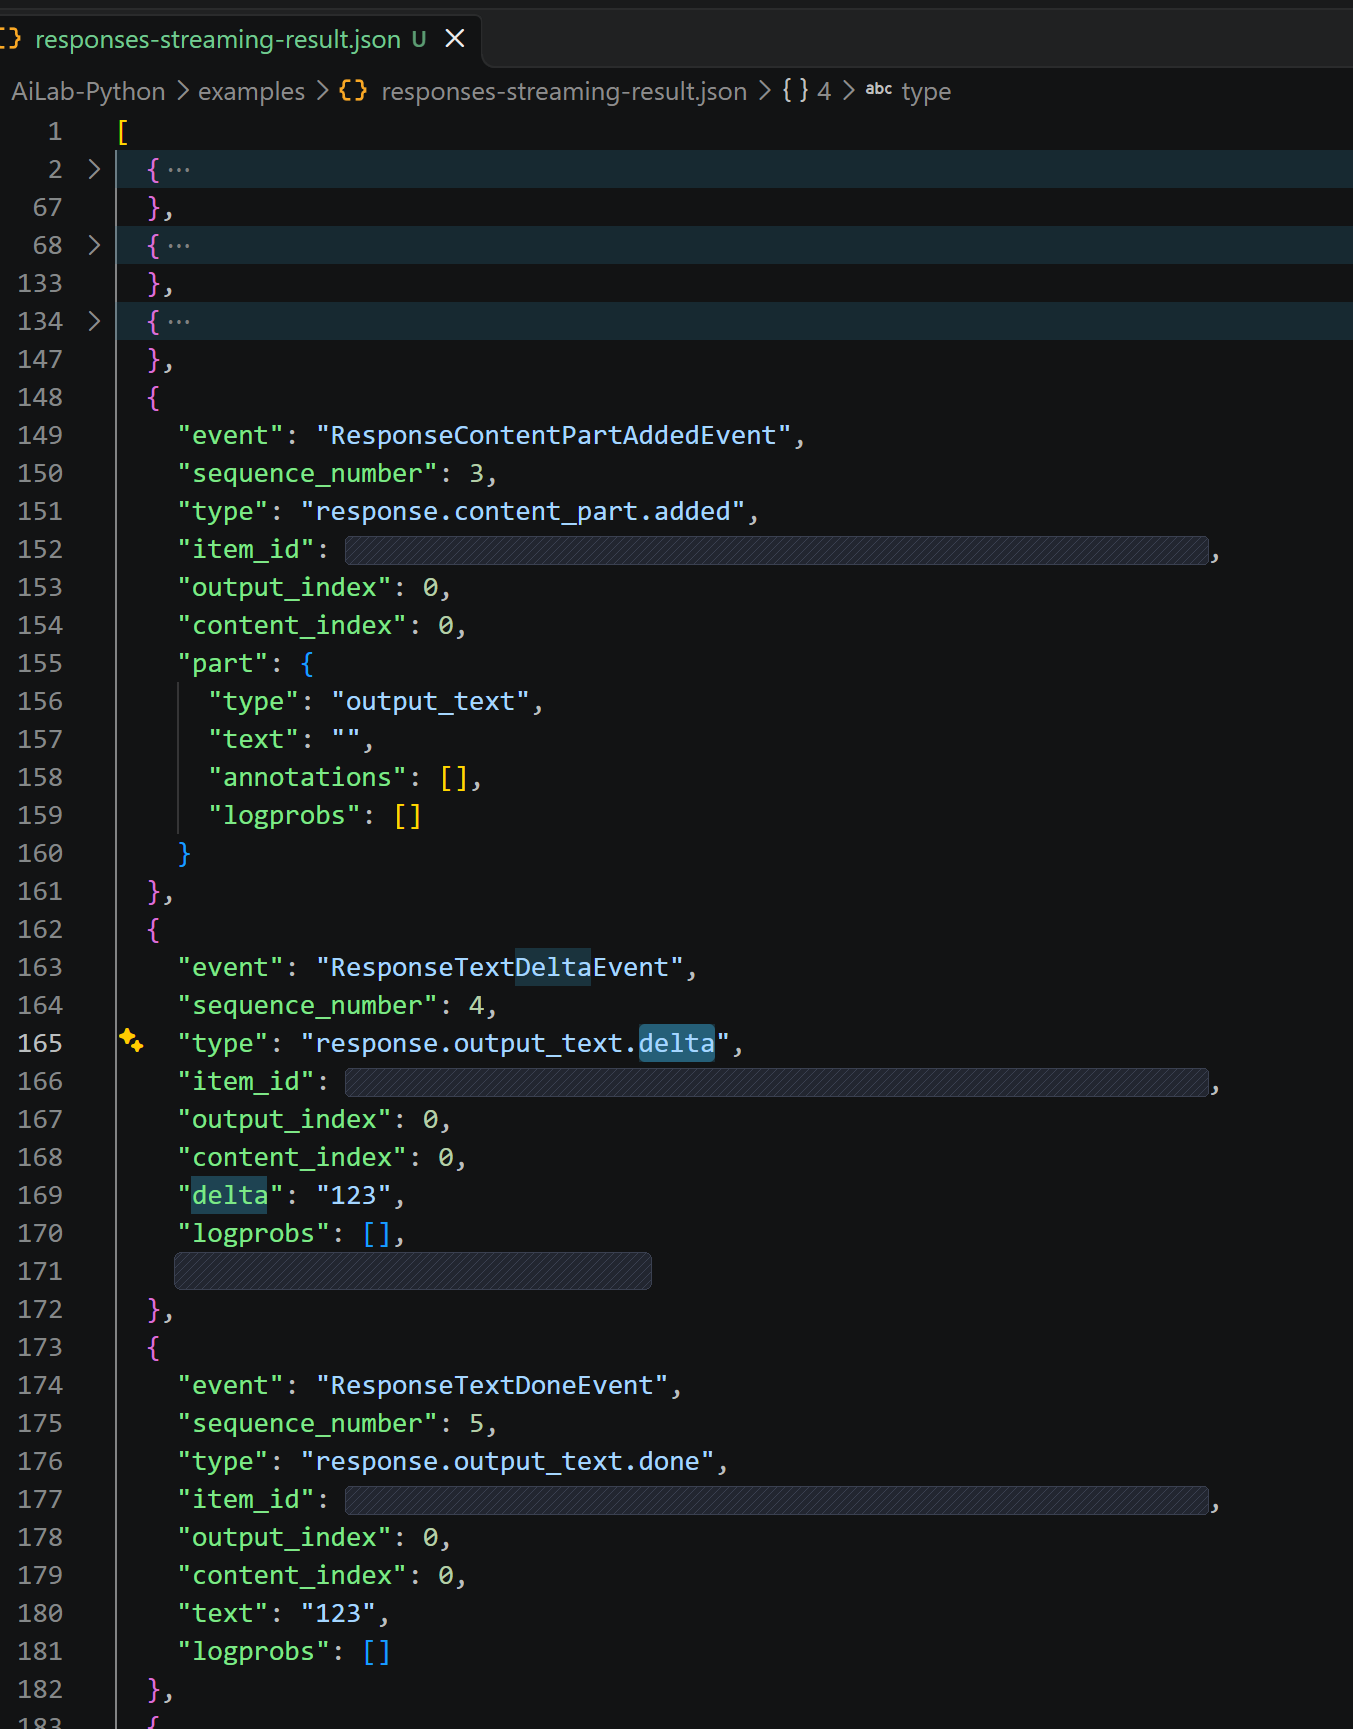 responses-streaming-result.json U
AiLab-Python > examples > {} responses-streaming-result.json > {} 4 > abc type
1 [
2 { ...
67 },
68 { ...
133 },
134 { ...
147 },
148 {
149 "event": "ResponseContentPartAddedEvent",
150 "sequence_number": 3,
151 "type": "response.content_part.added",
152 "item_id": ,
153 "output_index": 0,
154 "content_index": 0,
155 "part": {
156 "type": "output_text",
157 "text": "",
158 "annotations": [],
159 "logprobs": []
160 }
161 },
162 {
163 "event": "ResponseTextDeltaEvent",
164 "sequence_number": 4,
165 "type": "response.output_text.delta",
166 "item_id": ,
167 "output_index": 0,
168 "content_index": 0,
169 "delta": "123",
170 "logprobs": [],
171
172 },
173 {
174 "event": "ResponseTextDoneEvent",
175 "sequence_number": 5,
176 "type": "response.output_text.done",
177 "item_id": ,
178 "output_index": 0,
179 "content_index": 0,
180 "text": "123",
181 "logprobs": []
182 },
183 {